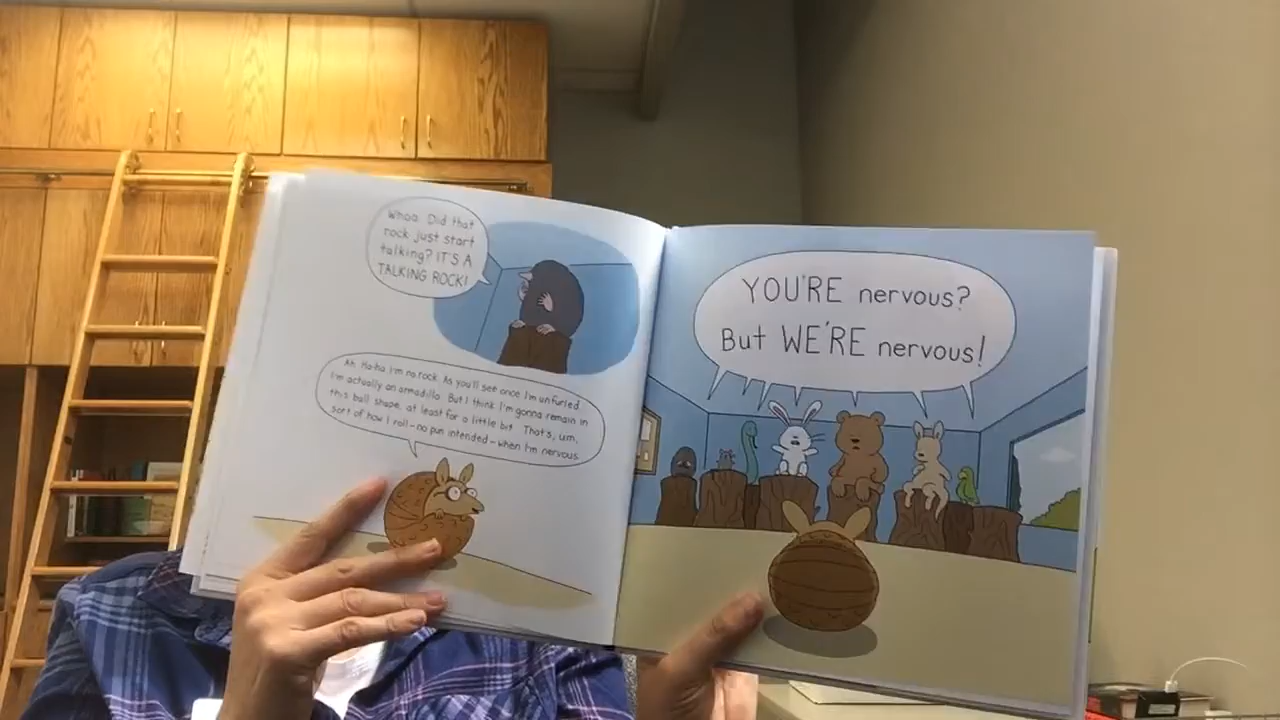 Whoa. Did that
rock just start
talking? IT'S A
TALKING ROCK!
Ah. Ha-ha. I'm no rock. As you'll see once I'm unfurled,
I'm actually an armadillo. But I think I'm gonna remain in
this ball shape, at least for a little bit. That's, um,
sort of how I roll—no pun intended—when I'm nervous.
YOU'RE nervous?
But WE'RE nervous!